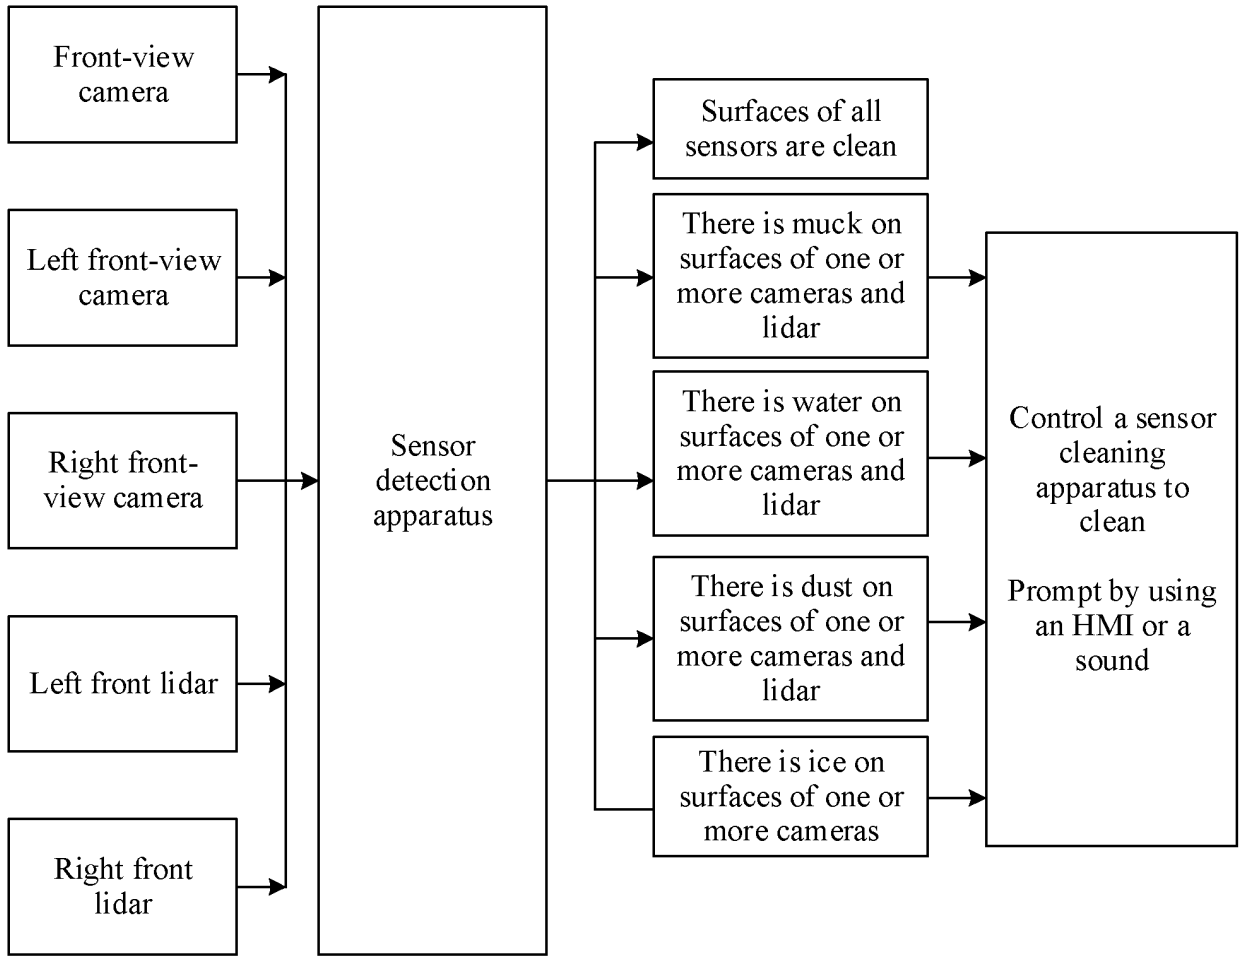 Front-view
camera
Left front-view
camera
Right front-
view camera
Left front lidar
Right front
lidar
Sensor
detection
apparatus
Surfaces of all
sensors are clean
There is muck on
surfaces of one or
more cameras and
lidar
There is water on
surfaces of one or
more cameras and
lidar
There is dust on
surfaces of one or
more cameras and
lidar
There is ice on
surfaces of one or
more cameras
Control a sensor
cleaning
apparatus to
clean
Prompt by using
an HMI or a
sound